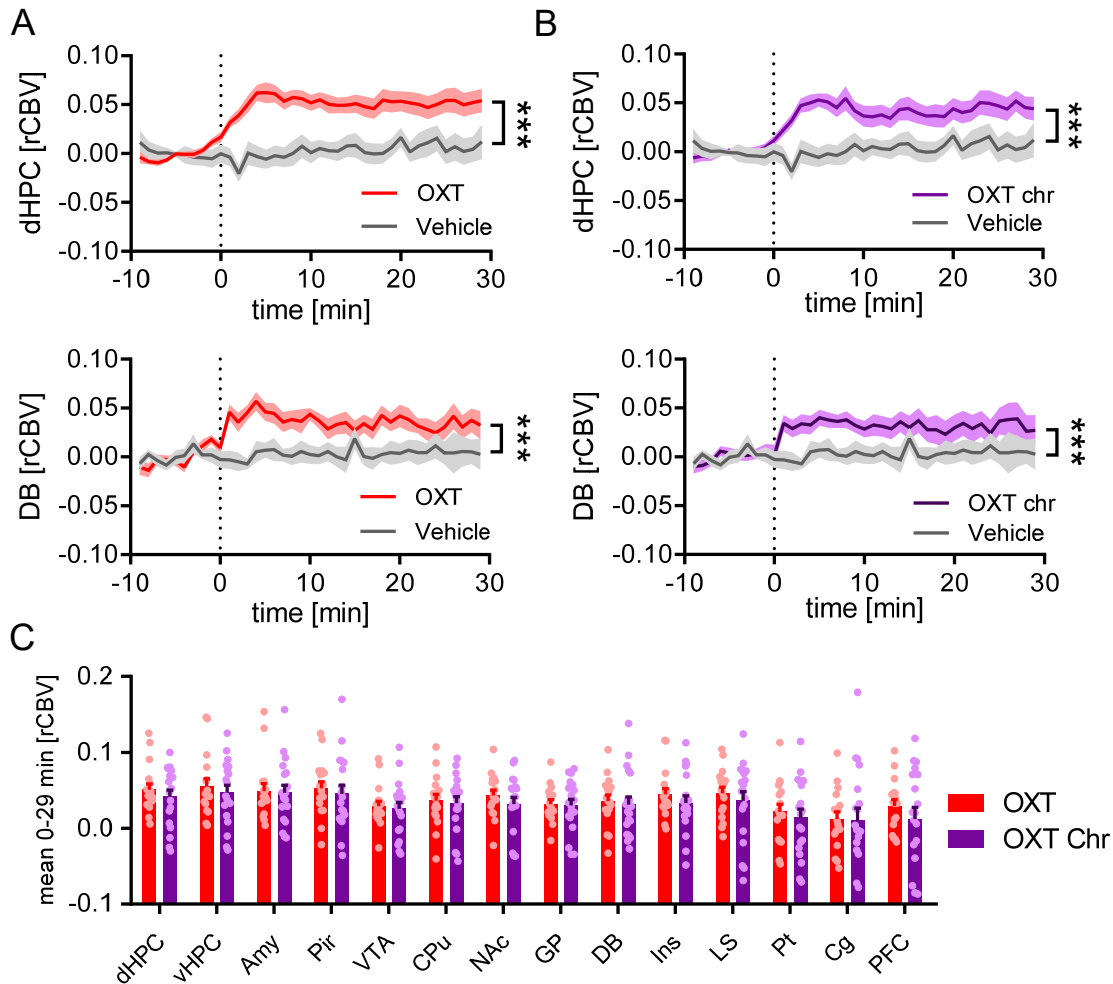 A
dHPC [rCBV]
0.10
0.05
0.00
-0.05
-0.10
-10
0
10
20
30
time [min]
OXT
Vehicle
***
B
dHPC [rCBV]
0.10
0.05
0.00
-0.05
-0.10
-10
0
10
20
30
time [min]
OXT chr
Vehicle
***
DB [rCBV]
0.10
0.05
0.00
-0.05
-0.10
-10
0
10
20
30
time [min]
OXT
Vehicle
***
DB [rCBV]
0.10
0.05
0.00
-0.05
-0.10
-10
0
10
20
30
time [min]
OXT chr
Vehicle
***
C
mean 0-29 min [rCBV]
0.2
0.1
0.0
-0.1
dHPC
vHPC
Amy
Pir
VTA
CPu
NAc
GP
DB
Ins
LS
Pt
Cg
PFC
OXT
OXT Chr